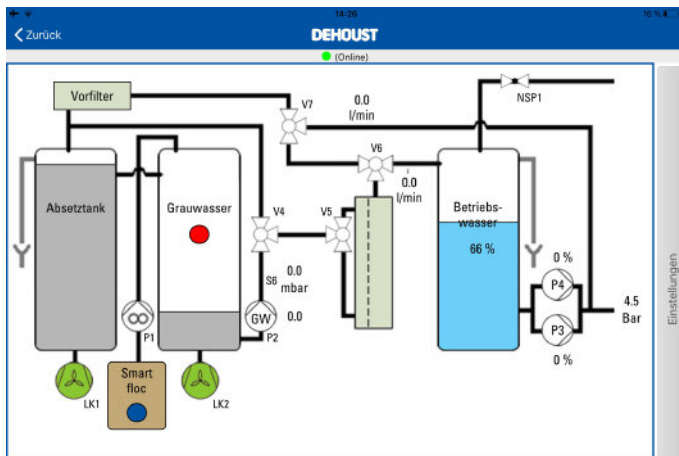 14:26
16 %
Zurück
DEHOUST
(Online)
Vorfilter
V7
0.0
l/min
NSP1
V6
0.0
l/min
Absetztank
Grauwasser
V4
V5
Betriebs-
wasser
66 %
S6
0.0
mbar
0 %
P4
4.5
Bar
P1
GW
0.0
P2
P3
0 %
Smart
floc
LK1
LK2
Einstellungen